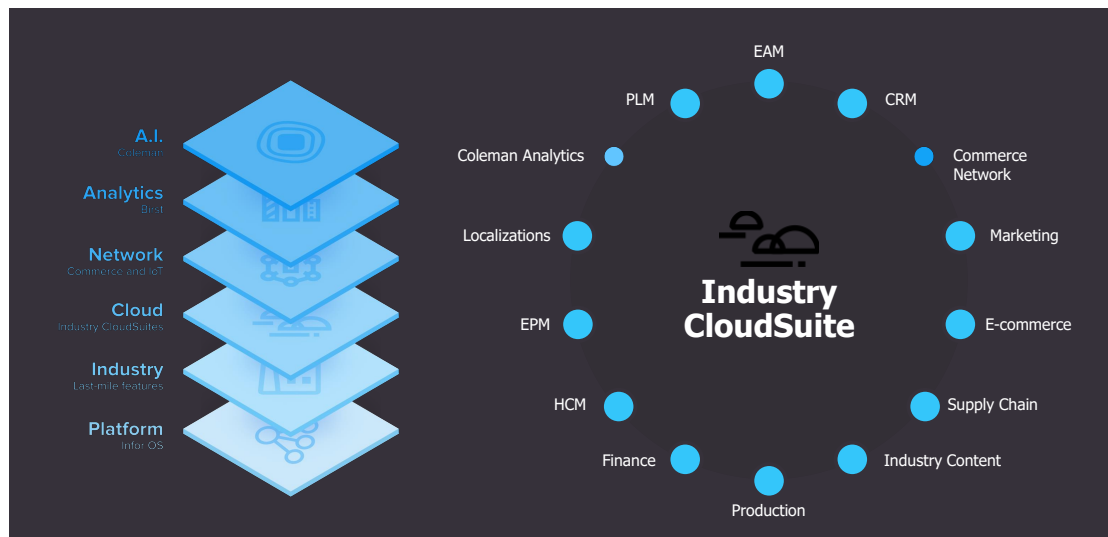 A.I.
Coleman
Analytics
Birst
Network
Commerce and IoT
Cloud
Industry CloudSuites
Industry
Last-mile features
Platform
Infor OS
EAM
PLM
CRM
Coleman Analytics
Commerce
Network
Localizations
Marketing
Industry
CloudSuite
EPM
E-commerce
HCM
Supply Chain
Finance
Industry Content
Production